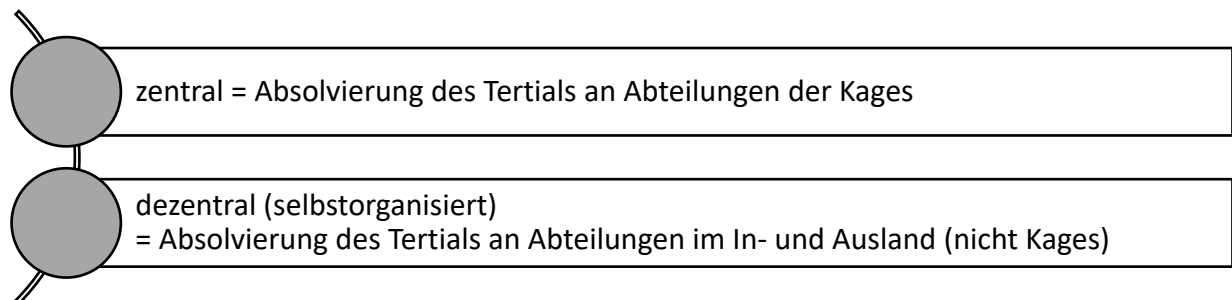 zentral = Absolvierung des Tertials an Abteilungen der Kages
dezentral (selbstorganisiert)
= Absolvierung des Tertials an Abteilungen im In- und Ausland (nicht Kages)